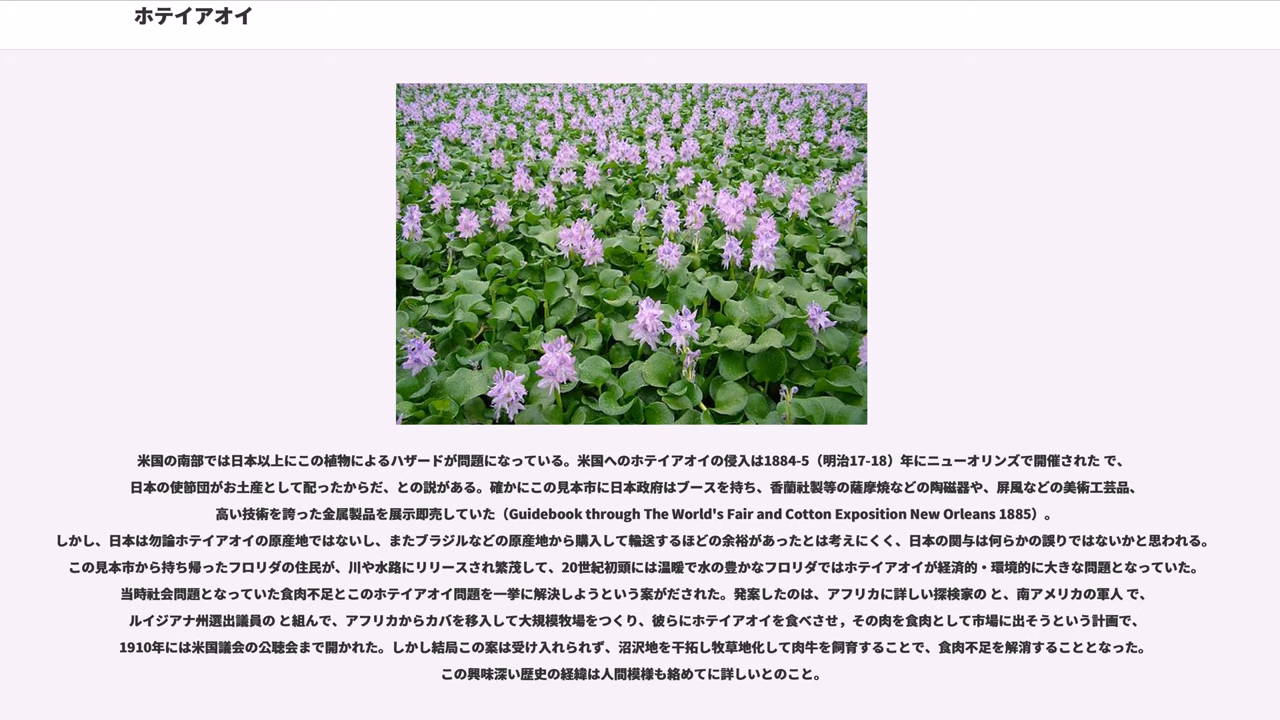 ホテイアオイ
米国の南部では日本以上にこの植物によるハザードが問題になっている。米国へのホテイアオイの侵入は1884-5（明治17-18）年にニューオリンズで開催された で、
日本の使節団がお土産として配ったからだ、との説がある。確かにこの見本市に日本政府はブースを持ち、香蘭社製等の薩摩焼などの陶磁器や、屏風などの美術工芸品、
高い技術を誇った金属製品を展示即売していた（Guidebook through The World's Fair and Cotton Exposition New Orleans 1885）。
しかし、日本は勿論ホテイアオイの原産地ではないし、またブラジルなどの原産地から購入して輸送するほどの余裕があったとは考えにくく、日本の関与は何らかの誤りではないかと思われる。
この見本市から持ち帰ったフロリダの住民が、川や水路にリリースされ繁茂して、20世紀初頭には温暖で水の豊かなフロリダではホテイアオイが経済的・環境的に大きな問題となっていた。
当時社会問題となっていた食肉不足とこのホテイアオイ問題を一挙に解決しようという案がだされた。発案したのは、アフリカに詳しい探検家の と、南アメリカの軍人 で、
ルイジアナ州選出議員の と組んで、アフリカからカバを移入して大規模牧場をつくり、彼らにホテイアオイを食べさせ，その肉を食肉として市場に出そうという計画で、
1910年には米国議会の公聴会まで開かれた。しかし結局この案は受け入れられず、沼沢地を干拓し牧草地化して肉牛を飼育することで、食肉不足を解消することとなった。
この興味深い歴史の経緯は人間模様も絡めてに詳しいとのこと。